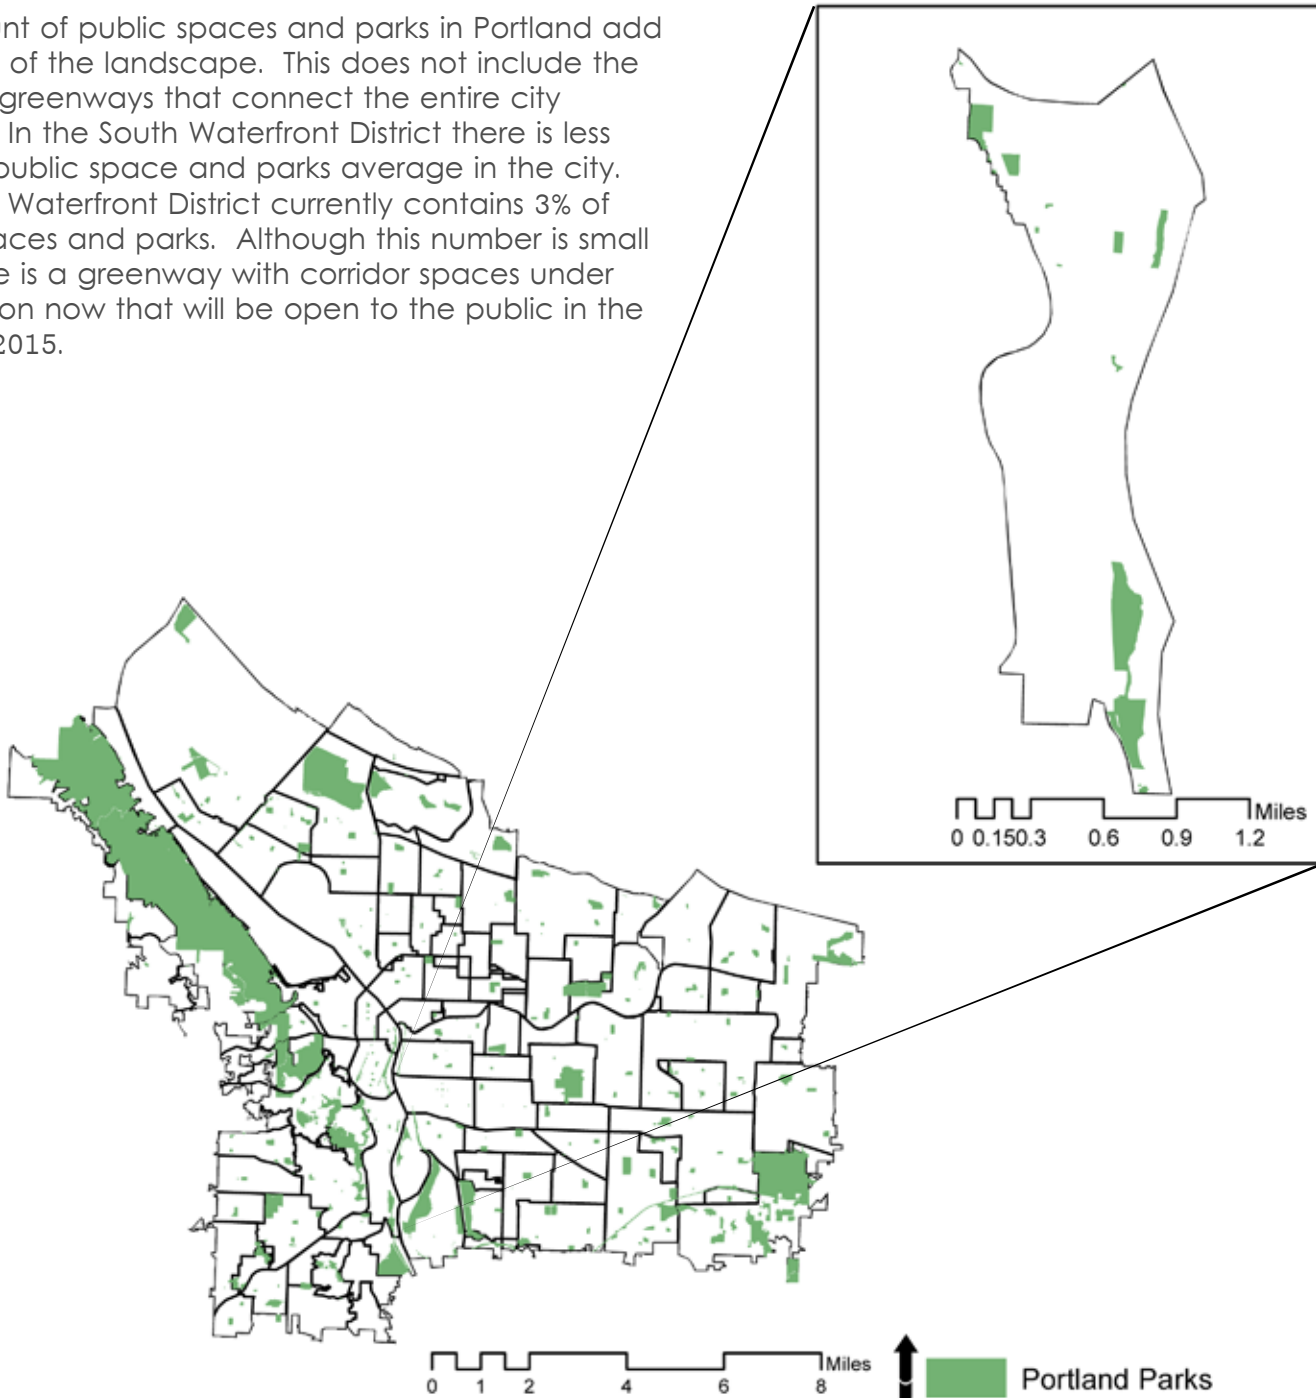 nt of public spaces and parks in Portland add
of the landscape. This does not include the
greenways that connect the entire city
In the South Waterfront District there is less
public space and parks average in the city.
Waterfront District currently contains 3% of
aces and parks. Although this number is small
e is a greenway with corridor spaces under
on now that will be open to the public in the
2015.
Miles
0 0.150.3 0.6 0.9 1.2
Miles
0 1 2 4 6 8
Portland Parks